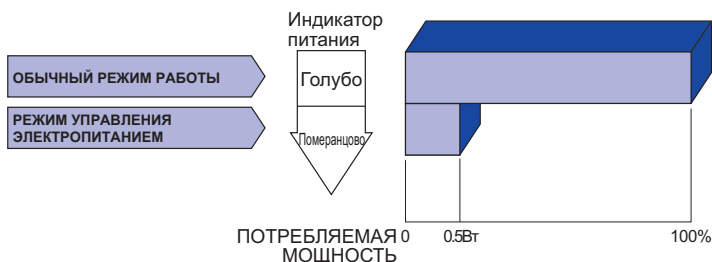 Индикатор
питания
ОБЫЧНЫЙ РЕЖИМ РАБОТЫ
Голубо
РЕЖИМ УПРАВЛЕНИЯ
ЭЛЕКТРОПИТАНИЕМ
Померанцово
ПОТРЕБЛЯЕМАЯ
МОЩНОСТЬ
0 0.5Вт 100%